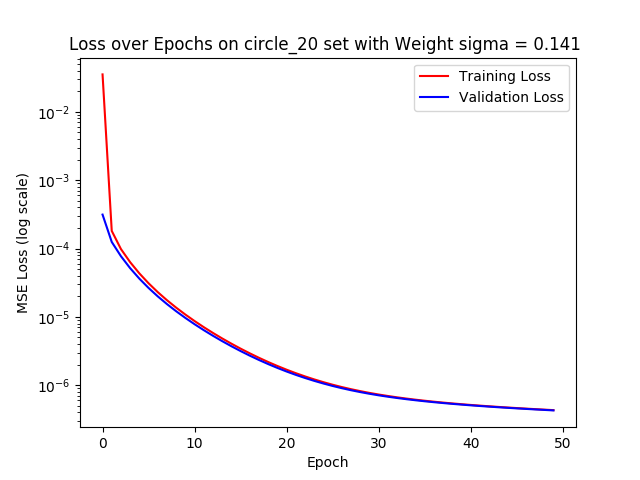 Loss over Epochs on circle_20 set with Weight sigma = 0.141
Training Loss
Validation Loss
MSE Loss (log scale)
10⁻²
10⁻³
10⁻⁴
10⁻⁵
10⁻⁶
0 10 20 30 40 50
Epoch